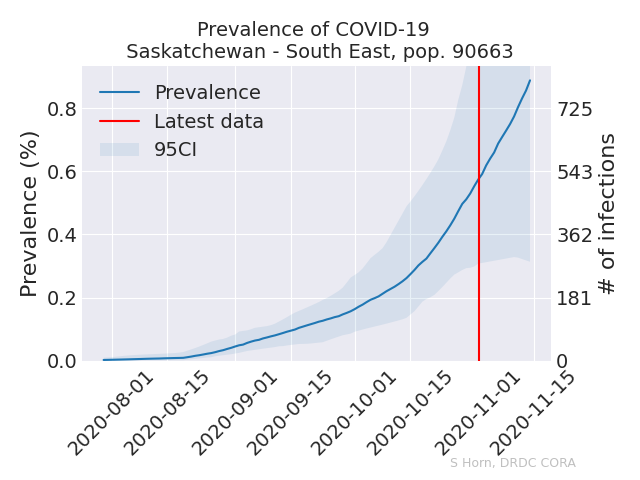 Prevalence of COVID-19
Saskatchewan - South East, pop. 90663
Prevalence
Latest data
95CI
Prevalence (%)
0.8
0.6
0.4
0.2
0.0
725
543
362
181
0
# of infections
2020-08-01
2020-08-15
2020-09-01
2020-09-15
2020-10-01
2020-10-15
2020-11-01
2020-11-15
S Horn, DRDC CORA